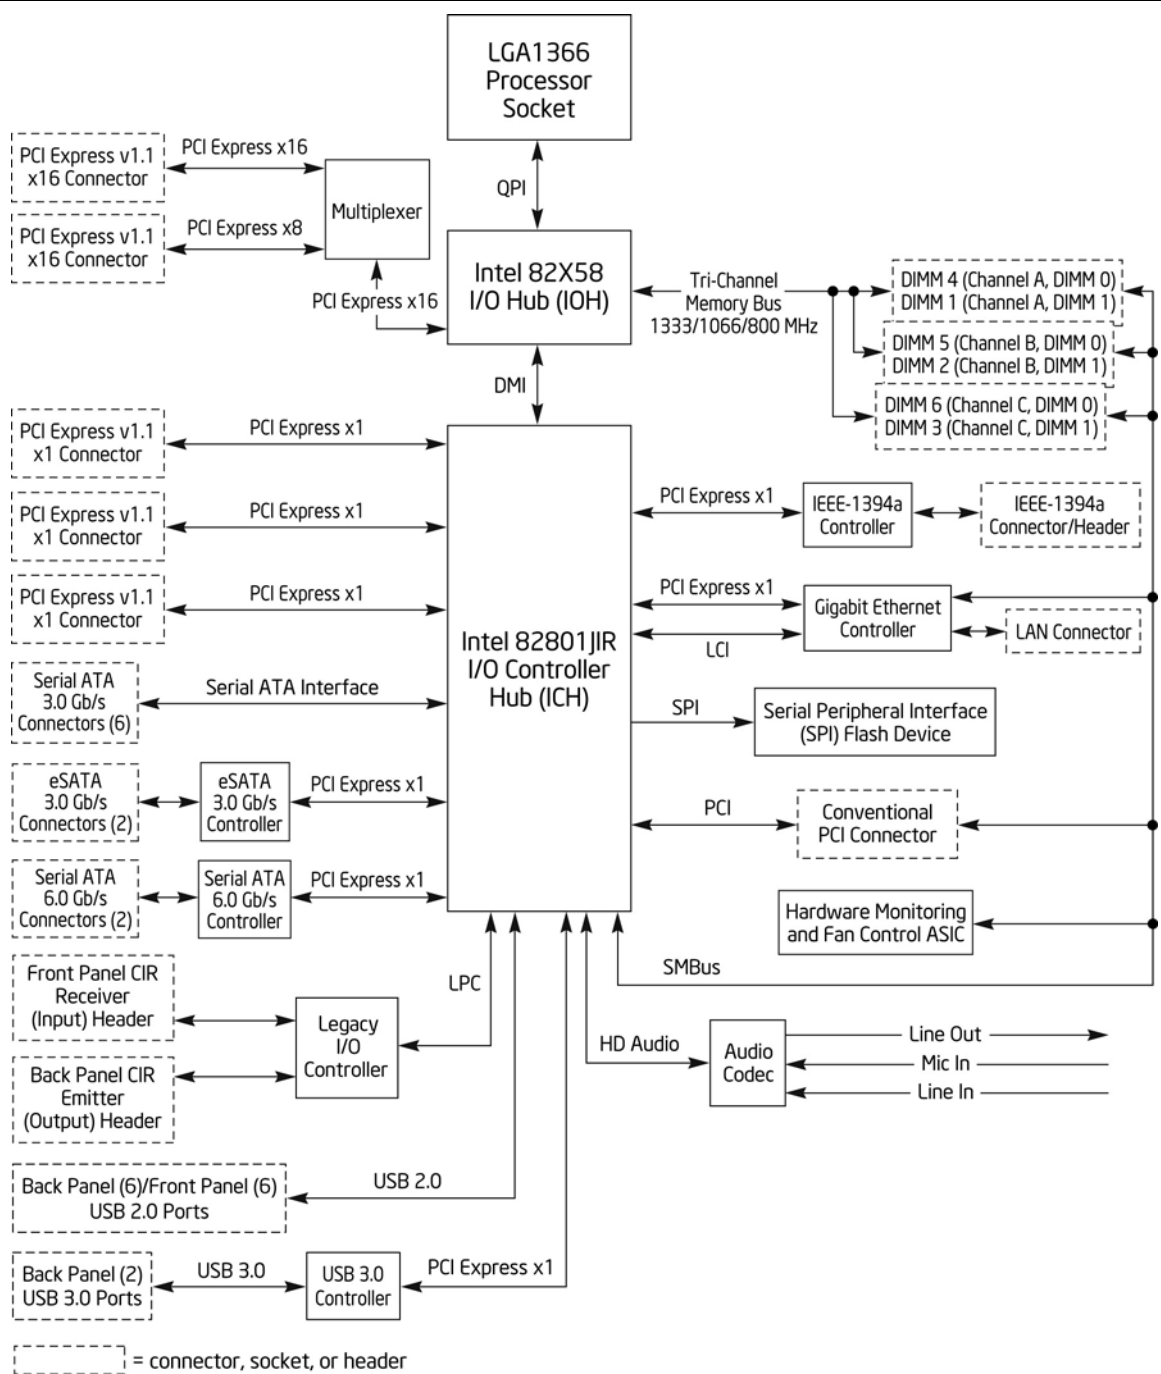 LGA1366
Processor
Socket
QPI
PCI Express v1.1
x16 Connector
PCI Express x16
PCI Express v1.1
x16 Connector
PCI Express x8
Multiplexer
PCI Express x16
Intel 82X58
I/O Hub (IOH)
Tri-Channel
Memory Bus
1333/1066/800 MHz
DIMM 4 (Channel A, DIMM 0)
DIMM 1 (Channel A, DIMM 1)
DIMM 5 (Channel B, DIMM 0)
DIMM 2 (Channel B, DIMM 1)
DIMM 6 (Channel C, DIMM 0)
DIMM 3 (Channel C, DIMM 1)
DMI
PCI Express v1.1
x1 Connector
PCI Express x1
PCI Express v1.1
x1 Connector
PCI Express x1
PCI Express v1.1
x1 Connector
PCI Express x1
Serial ATA
3.0 Gb/s
Connectors (6)
Serial ATA Interface
eSATA
3.0 Gb/s
Connectors (2)
eSATA
3.0 Gb/s
Controller
PCI Express x1
Serial ATA
6.0 Gb/s
Connectors (2)
Serial ATA
6.0 Gb/s
Controller
PCI Express x1
Intel 82801JIR
I/O Controller
Hub (ICH)
PCI Express x1
IEEE-1394a
Controller
IEEE-1394a
Connector/Header
PCI Express x1
LCI
Gigabit Ethernet
Controller
LAN Connector
SPI
Serial Peripheral Interface
(SPI) Flash Device
PCI
Conventional
PCI Connector
Hardware Monitoring
and Fan Control ASIC
SMBus
Front Panel CIR
Receiver
(Input) Header
Back Panel CIR
Emitter
(Output) Header
Legacy
I/O
Controller
LPC
HD Audio
Audio
Codec
Line Out
Mic In
Line In
Back Panel (6)/Front Panel (6)
USB 2.0 Ports
USB 2.0
Back Panel (2)
USB 3.0 Ports
USB 3.0
USB 3.0
Controller
PCI Express x1
= connector, socket, or header